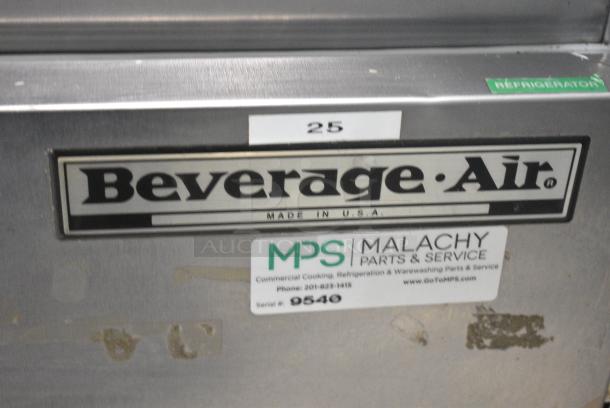 REFRIGERATOR
25
Beverage·Air®
MADE IN U.S.A.
MPS MALACHY
PARTS & SERVICE
Commercial Cooking, Refrigeration & Warewashing Parts & Service
Phone: 201-823-1415 www.GoToMPS.com
Serial #: 9540